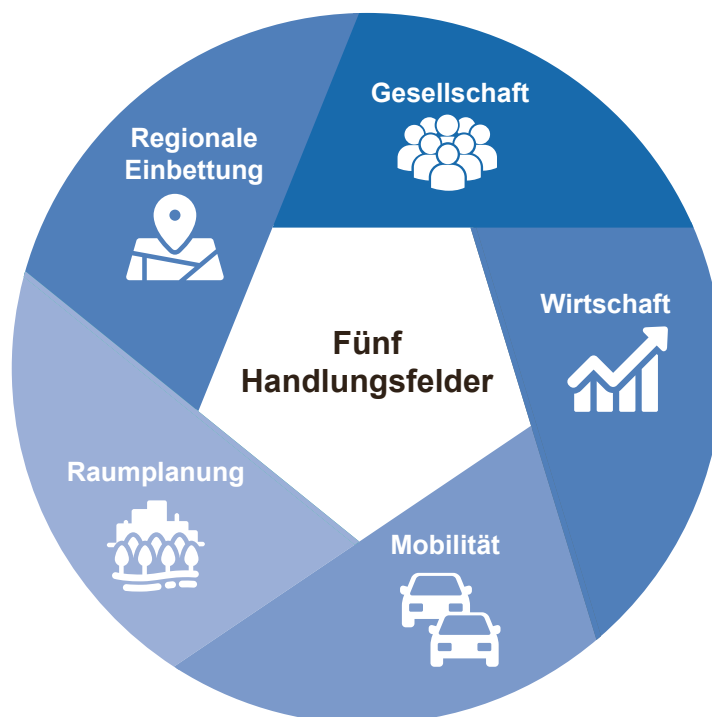 Gesellschaft
Regionale
Einbettung
Wirtschaft
Fünf
Handlungsfelder
Raumplanung
Mobilität